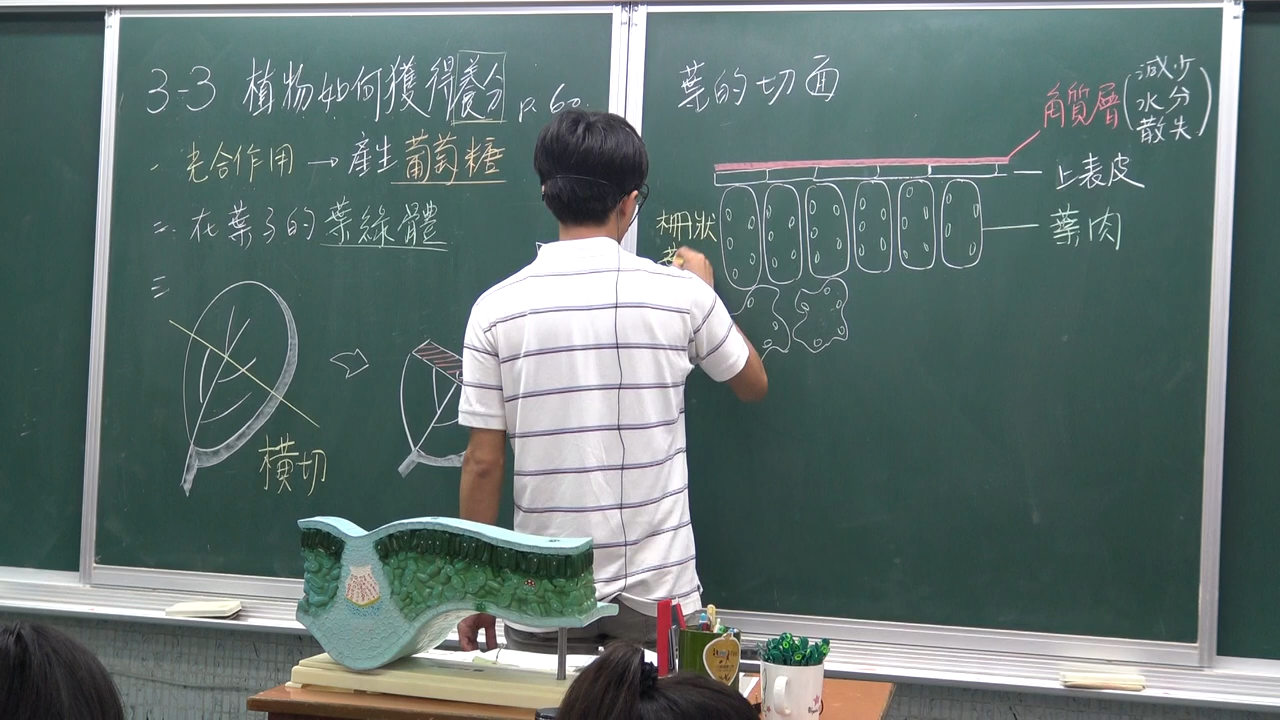 3-3 植物如何獲得養分 P. 60
一 光合作用 → 產生葡萄糖
二. 在葉子的葉綠體
三
橫切
葉的切面
角質層(減少水分散失)
上表皮
柵狀
葉肉